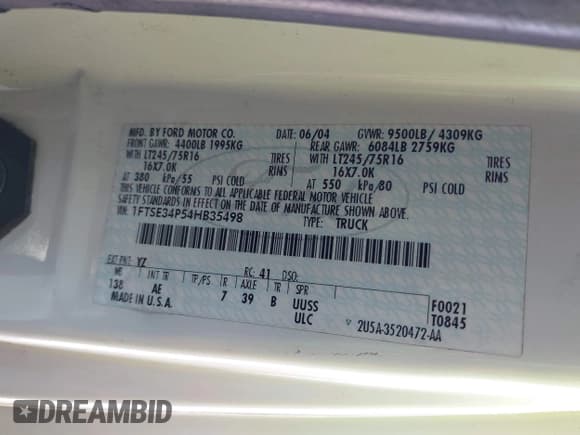 MFD. BY FORD MOTOR CO. DATE: 06/04 GVWR: 9500LB/ 4309KG
FRONT GAWR: 4400LB 1995KG REAR GAWR: 6084LB 2759KG
WITH LT245/75R16 TIRES WITH LT245/75R16 TIRES
16X7.0K RIMS 16X7.0K RIMS
AT 380 kPa/55 PSI COLD AT 550 kPa/80 PSI COLD
THIS VEHICLE CONFORMS TO ALL APPLICABLE FEDERAL MOTOR VEHICLE
SAFETY STANDARDS IN EFFECT ON THE DATE OF MANUFACTURE SHOWN ABOVE.
VIN: 1FTSE34P54HB35498 TYPE: TRUCK
EXT PNT: YZ RC: 41 DSO:
WB INT TR TP/PS R AXLE TR SPR
138 AE 7 39 B UUSS F0021
MADE IN U.S.A. ULC T0845
2U5A-3520472-AA
DREAMBID